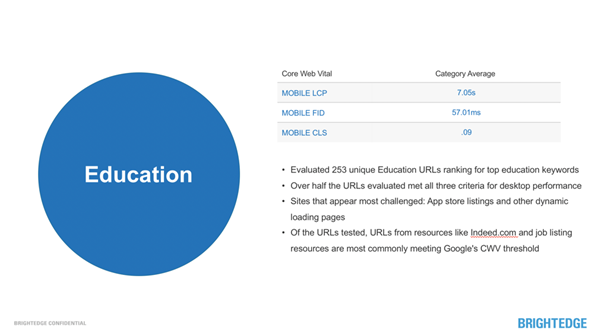 Education
Core Web Vital Category Average
MOBILE LCP 7.05s
MOBILE FID 57.01ms
MOBILE CLS .09
• Evaluated 253 unique Education URLs ranking for top education keywords
• Over half the URLs evaluated met all three criteria for desktop performance
• Sites that appear most challenged: App store listings and other dynamic
loading pages
• Of the URLs tested, URLs from resources like Indeed.com and job listing
resources are most commonly meeting Google's CWV threshold
BRIGHTEDGE CONFIDENTIAL
BRIGHTEDGE